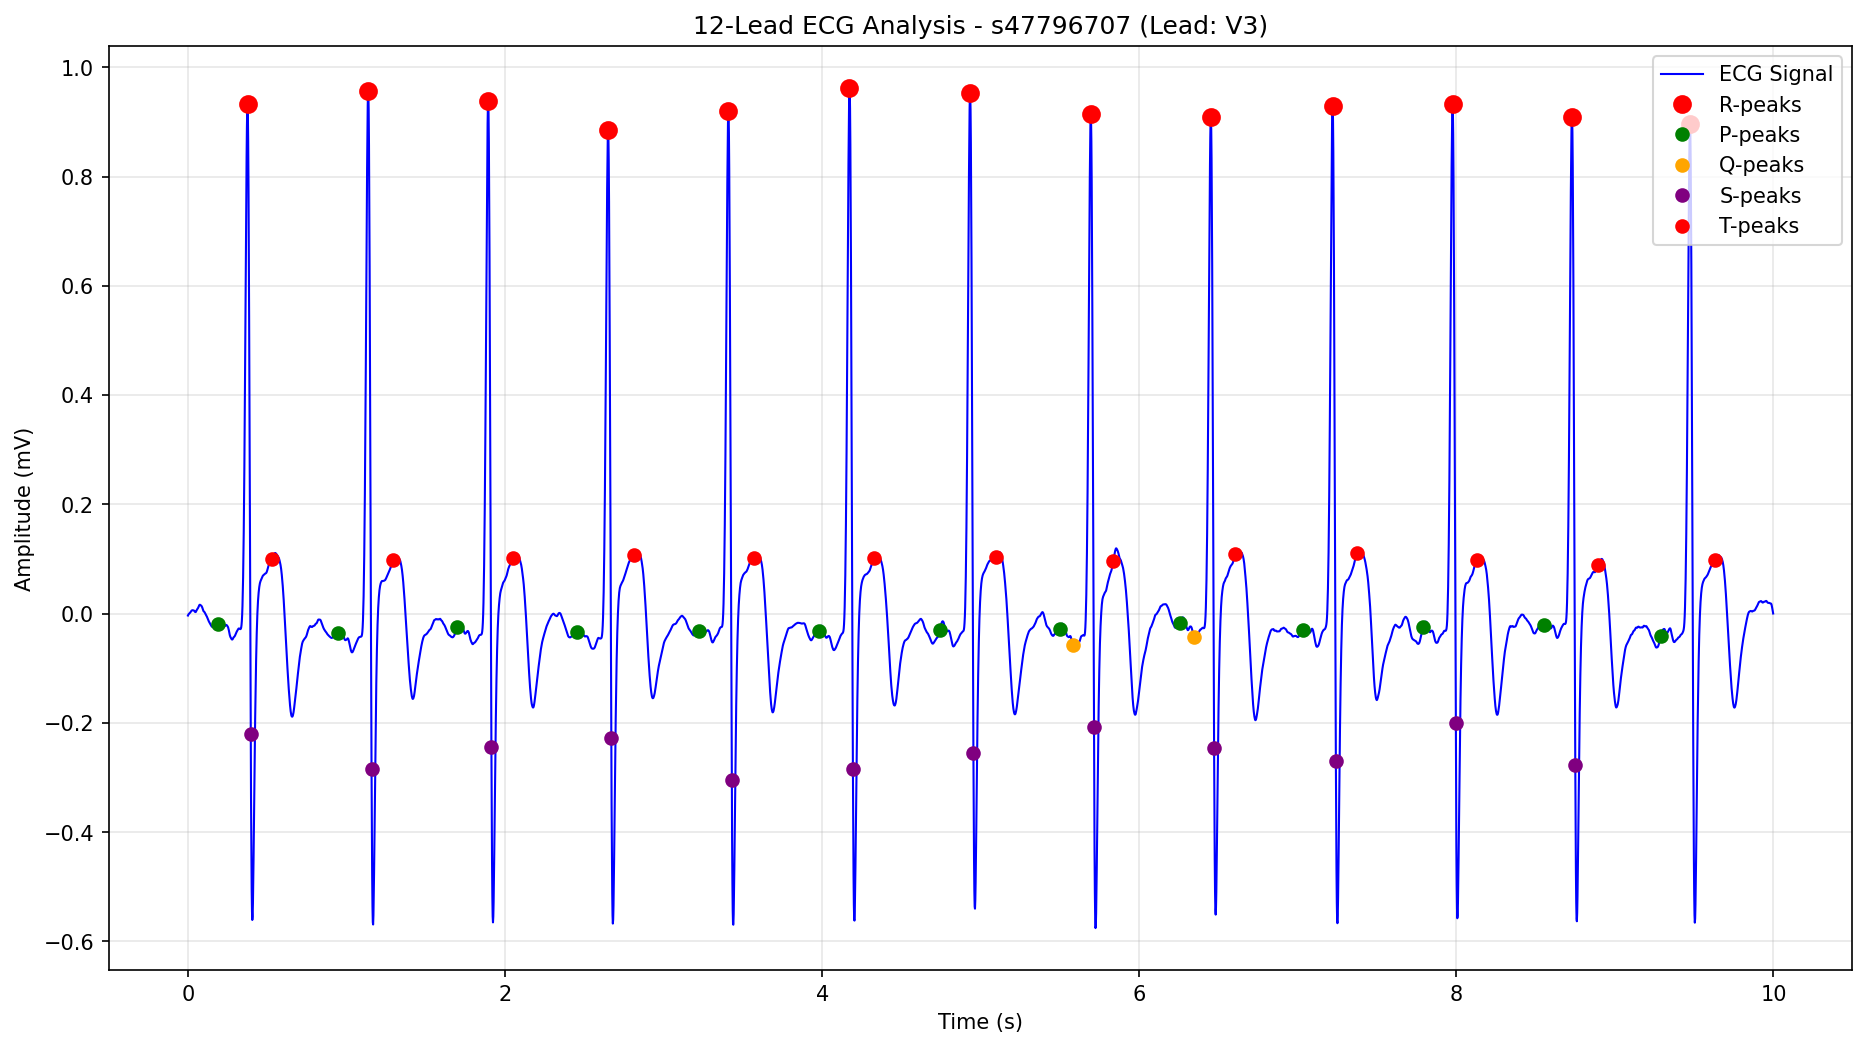 12-Lead ECG Analysis - s47796707 (Lead: V3)
ECG Signal
R-peaks
P-peaks
Q-peaks
S-peaks
T-peaks
Amplitude (mV)
1.0
0.8
0.6
0.4
0.2
0.0
−0.2
−0.4
−0.6
0 2 4 6 8 10
Time (s)